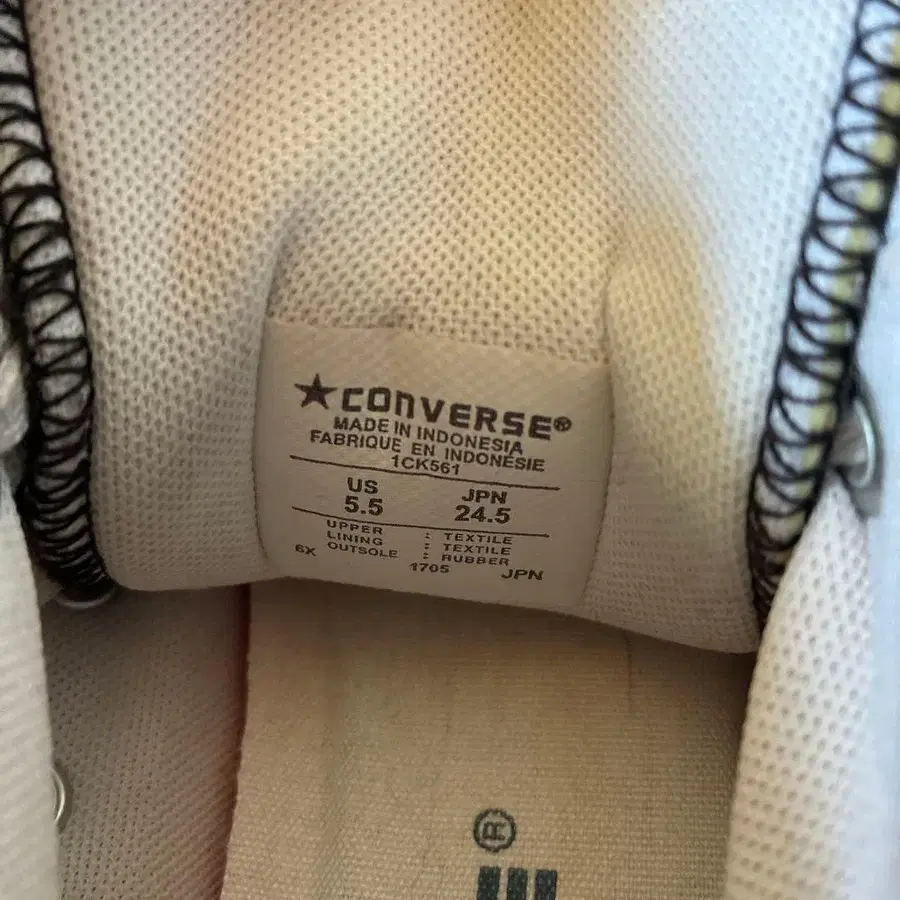 ★CONVERSE®
MADE IN INDONESIA
FABRIQUE EN INDONÉSIE
1CK561
US JPN
5.5 24.5
UPPER : TEXTILE
LINING : TEXTILE
6X OUTSOLE : RUBBER
1705 JPN
®